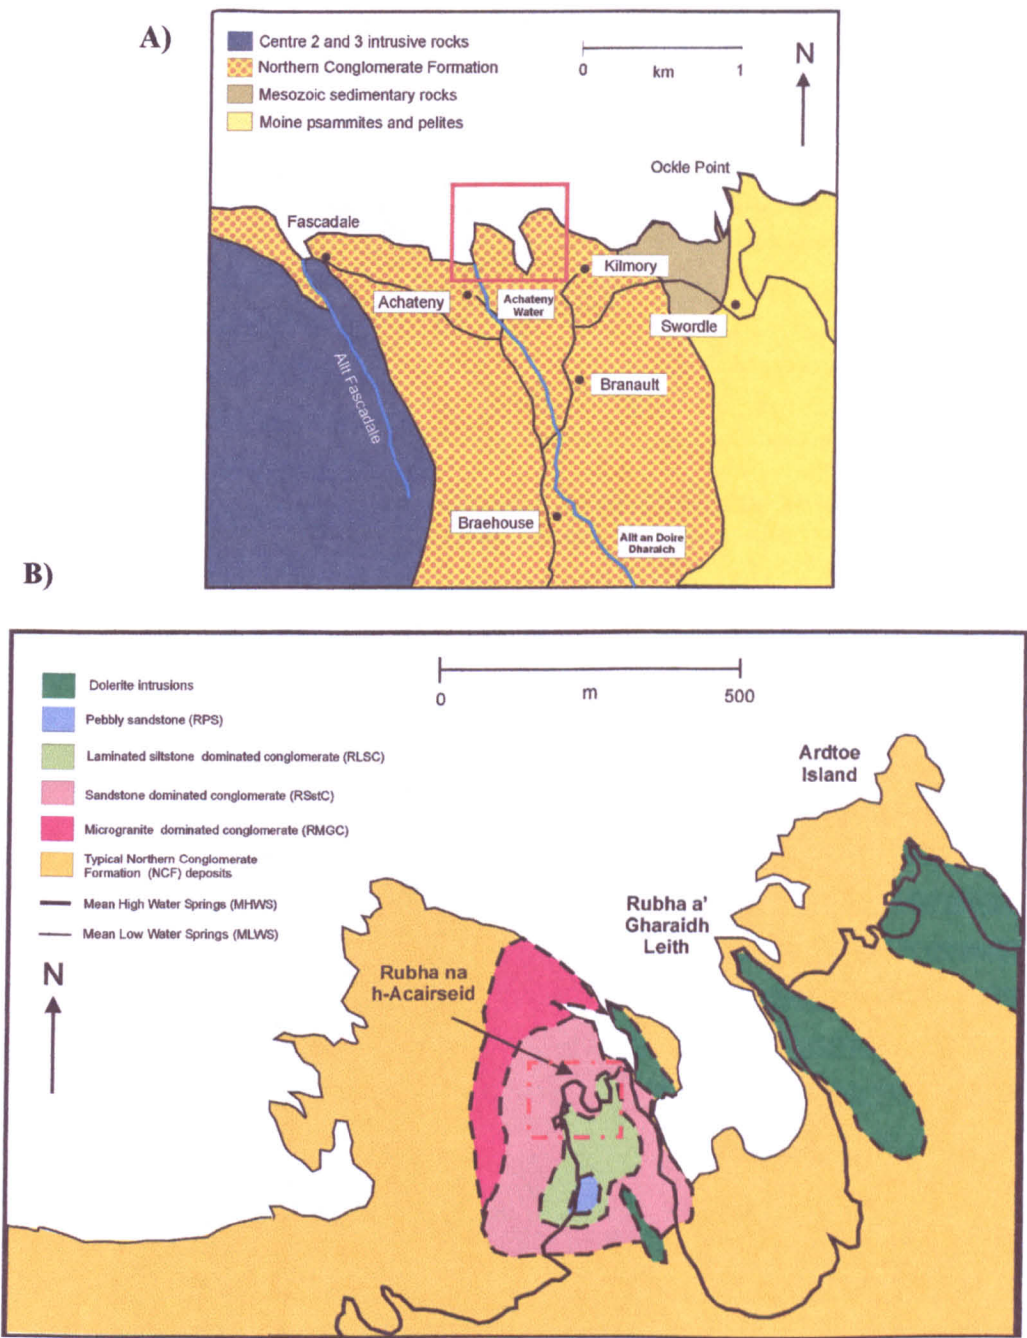 A)
Centre 2 and 3 intrusive rocks
Northern Conglomerate Formation
Mesozoic sedimentary rocks
Moine psammites and pelites
0 km 1
N
Ockle Point
Fascadale
Kilmory
Achateny
Achateny
Water
Swordle
Allt Fascadale
Branault
Braehouse
Allt an Doire
Dharaich
B)
Dolerite intrusions
Pebbly sandstone (RPS)
Laminated siltstone dominated conglomerate (RLSC)
Sandstone dominated conglomerate (RSstC)
Microgranite dominated conglomerate (RMGC)
Typical Northern Conglomerate
Formation (NCF) deposits
Mean High Water Springs (MHWS)
Mean Low Water Springs (MLWS)
0 m 500
N
Ardtoe
Island
Rubha a'
Gharaidh
Leith
Rubha na
h-Acairseid